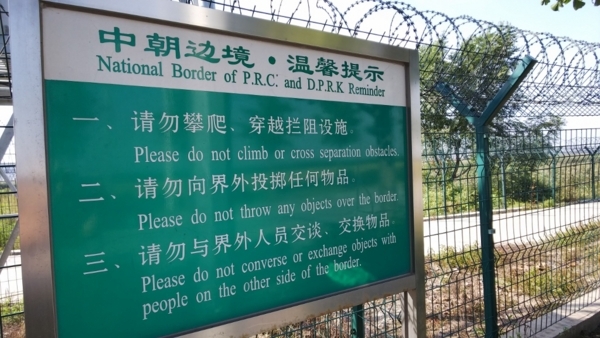 中朝边境·温馨提示
National Border of P.R.C. and D.P.R.K Reminder
一、请勿攀爬、穿越拦阻设施。
Please do not climb or cross separation obstacles.
二、请勿向界外投掷任何物品。
Please do not throw any objects over the border.
三、请勿与界外人员交谈、交换物品。
Please do not converse or exchange objects with
people on the other side of the border.